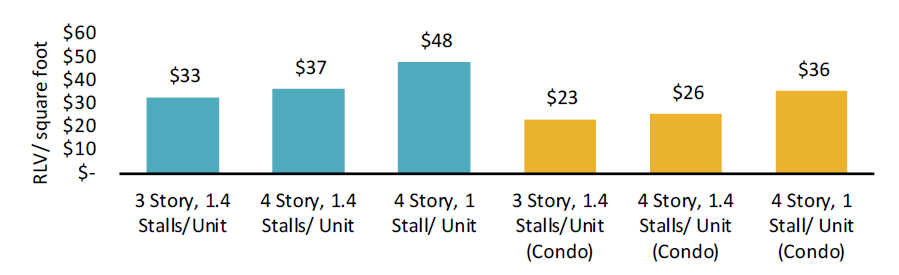 RLV/ square foot
$60
$50
$40
$30
$20
$10
$-
$33
$37
$48
$23
$26
$36
3 Story, 1.4
Stalls/Unit
4 Story, 1.4
Stalls/ Unit
4 Story, 1
Stall/ Unit
3 Story, 1.4
Stalls/Unit
(Condo)
4 Story, 1.4
Stalls/ Unit
(Condo)
4 Story, 1
Stall/ Unit
(Condo)